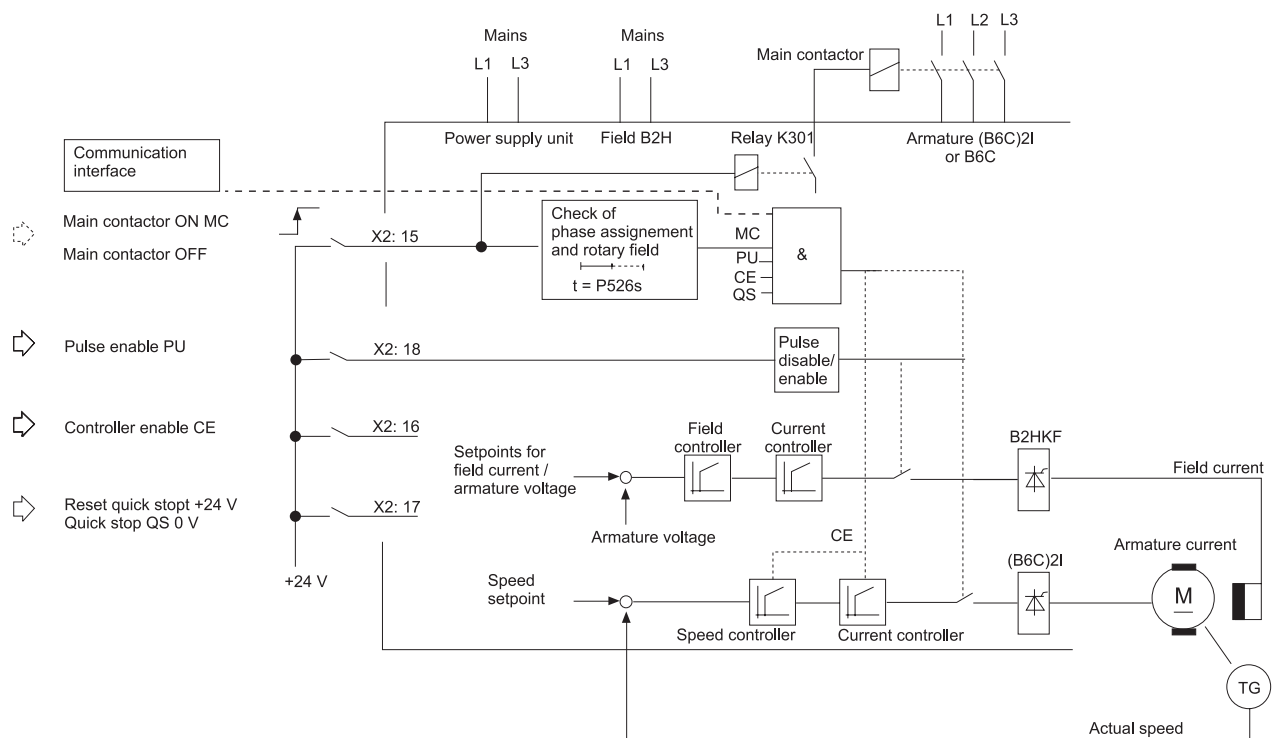 L1 L2 L3
Mains Mains
Main contactor
L1 L3 L1 L3
Power supply unit Field B2H Relay K301 Armature (B6C)2I
or B6C
Communication
interface
Main contactor ON MC
Main contactor OFF
X2: 15
Check of
phase assignement
and rotary field
t = P526s
MC
PU
CE
QS
&
Pulse enable PU
X2: 18
Pulse
disable/
enable
Controller enable CE
X2: 16
Setpoints for
field current /
armature voltage
Field
controller
Current
controller
B2HKF
Field current
Reset quick stopt +24 V
Quick stop QS 0 V
X2: 17
Armature voltage
CE
Armature current
+24 V
Speed
setpoint
(B6C)2I
M
Speed controller
Current controller
TG
Actual speed